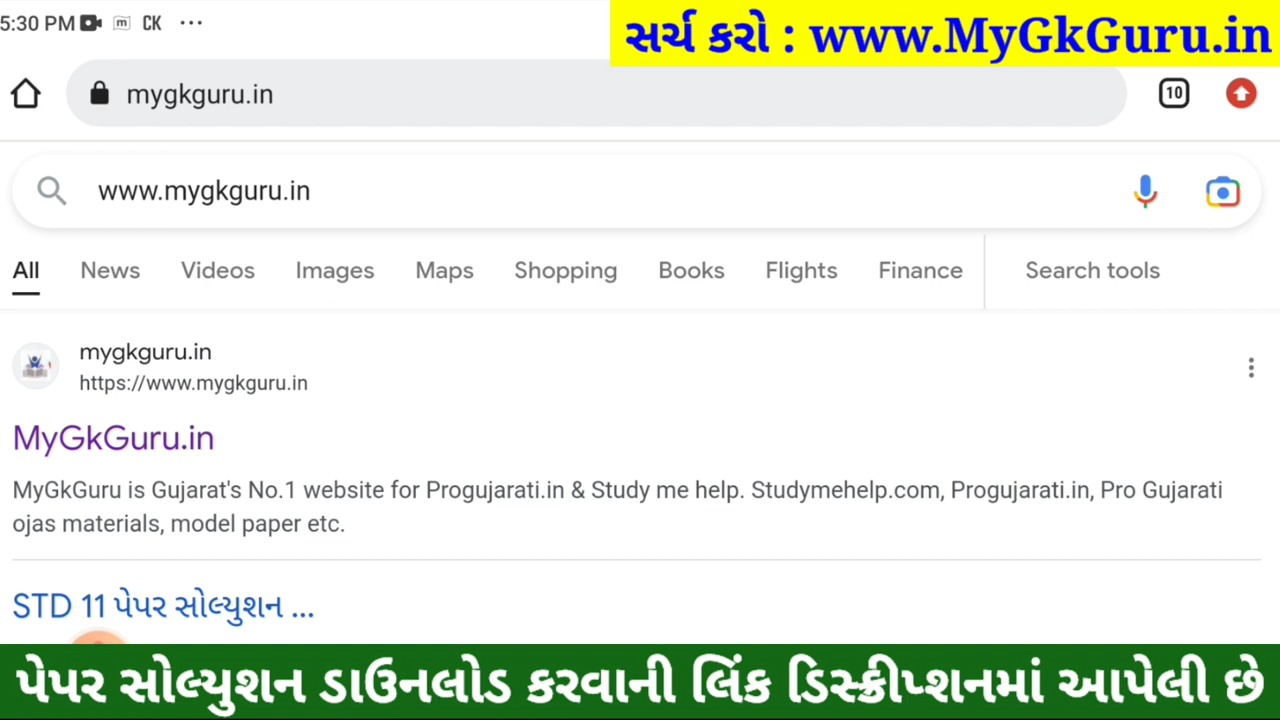 5:30 PM m CK ...
સર્ચ કરો : www.MyGkGuru.in
mygkguru.in 10
www.mygkguru.in
All News Videos Images Maps Shopping Books Flights Finance Search tools
mygkguru.in
https://www.mygkguru.in
MyGkGuru.in
MyGkGuru is Gujarat's No.1 website for Progujarati.in & Study me help. Studymehelp.com, Progujarati.in, Pro Gujarati
ojas materials, model paper etc.
STD 11 પેપર સોલ્યુશન ...
પેપર સોલ્યુશન ડાઉનલોડ કરવાની લિંક ડિસ્ક્રીપ્શનમાં આપેલી છે